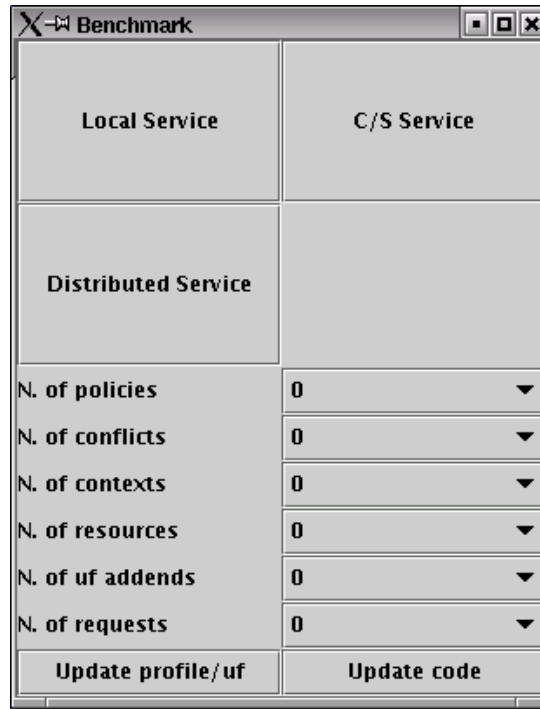 Benchmark
Local Service C/S Service
Distributed Service
N. of policies 0
N. of conflicts 0
N. of contexts 0
N. of resources 0
N. of uf addends 0
N. of requests 0
Update profile/uf Update code